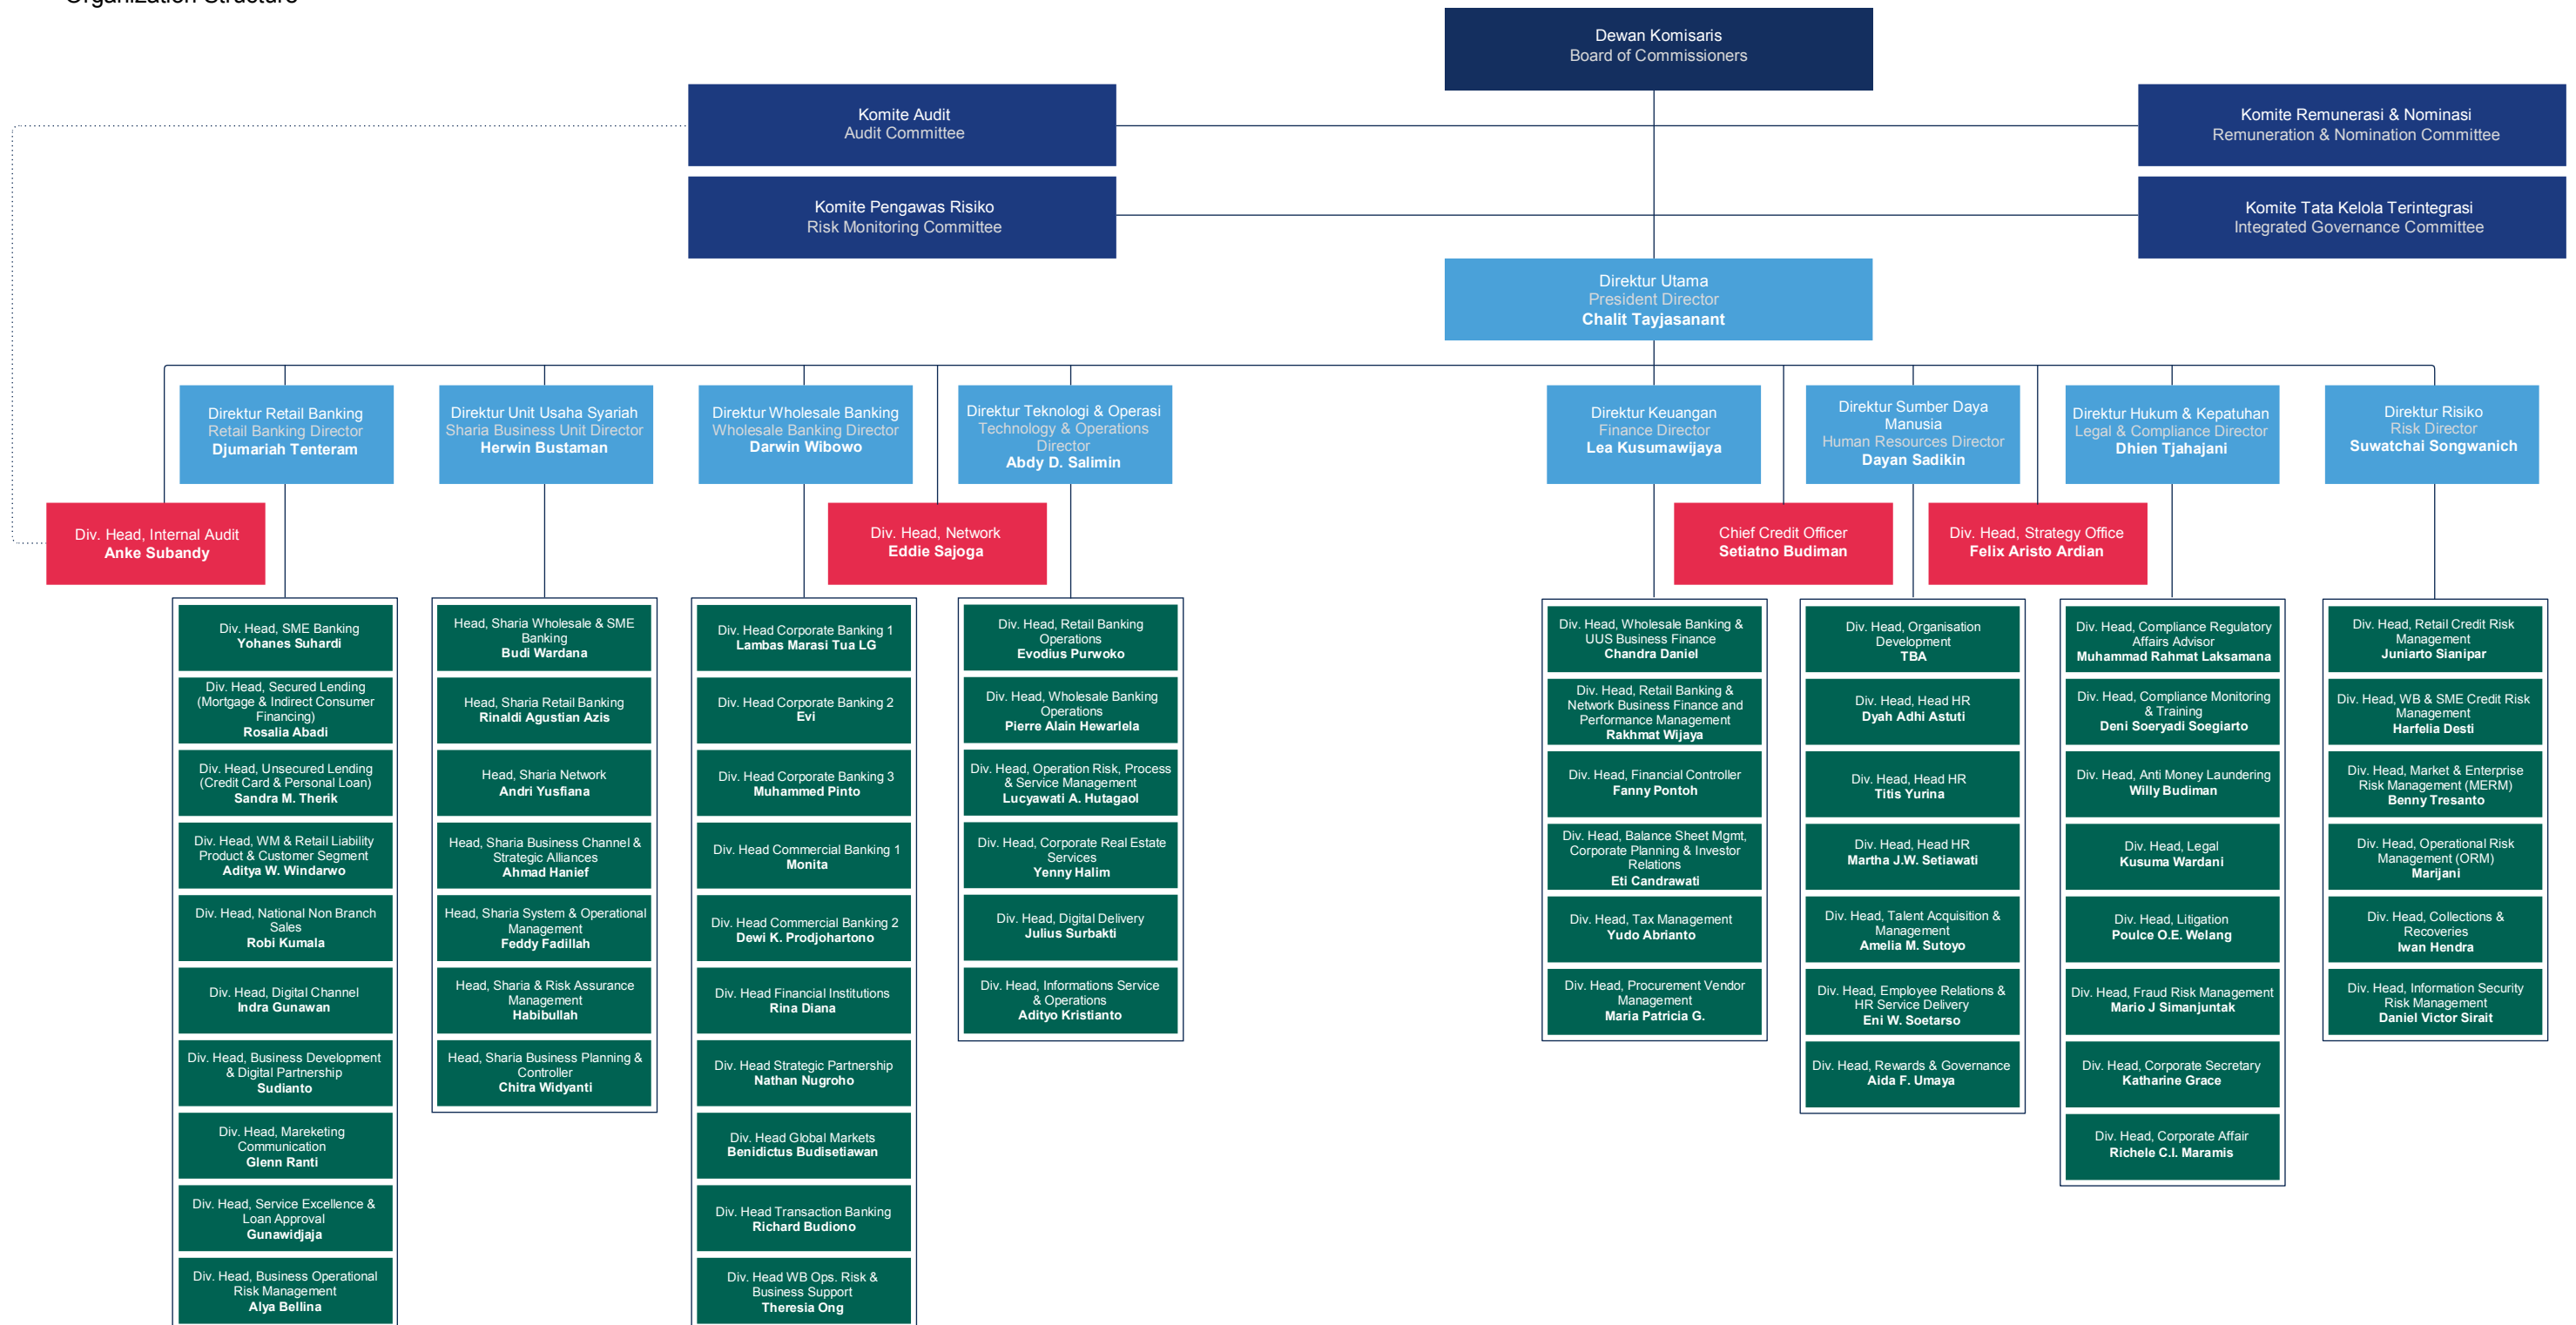 Organization Structure
Dewan Komisaris
Board of Commissioners
Komite Audit
Audit Committee
Komite Remunerasi & Nominasi
Remuneration & Nomination Committee
Komite Pengawas Risiko
Risk Monitoring Committee
Komite Tata Kelola Terintegrasi
Integrated Governance Committee
Direktur Utama
President Director
Chalit Tayjasanant
Direktur Retail Banking
Retail Banking Director
Djumariah Tenteram
Direktur Unit Usaha Syariah
Sharia Business Unit Director
Herwin Bustaman
Direktur Wholesale Banking
Wholesale Banking Director
Darwin Wibowo
Direktur Teknologi & Operasi
Technology & Operations
Director
Abdy D. Salimin
Direktur Keuangan
Finance Director
Lea Kusumawijaya
Direktur Sumber Daya
Manusia
Human Resources Director
Dayan Sadikin
Direktur Hukum & Kepatuhan
Legal & Compliance Director
Dhien Tjahajani
Direktur Risiko
Risk Director
Suwatchai Songwanich
Div. Head, Internal Audit
Anke Subandy
Div. Head, Network
Eddie Sajoga
Chief Credit Officer
Setiatno Budiman
Div. Head, Strategy Office
Felix Aristo Ardian
Div. Head, SME Banking
Yohanes Suhardi
Div. Head, Secured Lending
(Mortgage & Indirect Consumer
Financing)
Rosalia Abadi
Div. Head, Unsecured Lending
(Credit Card & Personal Loan)
Sandra M. Therik
Div. Head, WM & Retail Liability
Product & Customer Segment
Aditya W. Windarwo
Div. Head, National Non Branch
Sales
Robi Kumala
Div. Head, Digital Channel
Indra Gunawan
Div. Head, Business Development
& Digital Partnership
Sudianto
Div. Head, Mareketing
Communication
Glenn Ranti
Div. Head, Service Excellence &
Loan Approval
Gunawidjaja
Div. Head, Business Operational
Risk Management
Alya Bellina
Head, Sharia Wholesale & SME
Banking
Budi Wardana
Head, Sharia Retail Banking
Rinaldi Agustian Azis
Head, Sharia Network
Andri Yusfiana
Head, Sharia Business Channel &
Strategic Alliances
Ahmad Hanief
Head, Sharia System & Operational
Management
Feddy Fadillah
Head, Sharia & Risk Assurance
Management
Habibullah
Head, Sharia Business Planning &
Controller
Chitra Widyanti
Div. Head Corporate Banking 1
Lambas Marasi Tua LG
Div. Head Corporate Banking 2
Evi
Div. Head Corporate Banking 3
Muhammed Pinto
Div. Head Commercial Banking 1
Monita
Div. Head Commercial Banking 2
Dewi K. Prodjohartono
Div. Head Financial Institutions
Rina Diana
Div. Head Strategic Partnership
Nathan Nugroho
Div. Head Global Markets
Benidictus Budisetiawan
Div. Head Transaction Banking
Richard Budiono
Div. Head WB Ops. Risk &
Business Support
Theresia Ong
Div. Head, Retail Banking
Operations
Evodius Purwoko
Div. Head, Wholesale Banking
Operations
Pierre Alain Hewarlela
Div. Head, Operation Risk, Process
& Service Management
Lucyawati A. Hutagaol
Div. Head, Corporate Real Estate
Services
Yenny Halim
Div. Head, Digital Delivery
Julius Surbakti
Div. Head, Informations Service
& Operations
Adityo Kristianto
Div. Head, Wholesale Banking &
UUS Business Finance
Chandra Daniel
Div. Head, Retail Banking &
Network Business Finance and
Performance Management
Rakhmat Wijaya
Div. Head, Financial Controller
Fanny Pontoh
Div. Head, Balance Sheet Mgmt,
Corporate Planning & Investor
Relations
Eti Candrawati
Div. Head, Tax Management
Yudo Abrianto
Div. Head, Procurement Vendor
Management
Maria Patricia G.
Div. Head, Organisation
Development
TBA
Div. Head, Head HR
Dyah Adhi Astuti
Div. Head, Head HR
Titis Yurina
Div. Head, Head HR
Martha J.W. Setiawati
Div. Head, Talent Acquisition &
Management
Amelia M. Sutoyo
Div. Head, Employee Relations &
HR Service Delivery
Eni W. Soetarso
Div. Head, Rewards & Governance
Aida F. Umaya
Div. Head, Compliance Regulatory
Affairs Advisor
Muhammad Rahmat Laksamana
Div. Head, Compliance Monitoring
& Training
Deni Soeryadi Soegiarto
Div. Head, Anti Money Laundering
Willy Budiman
Div. Head, Legal
Kusuma Wardani
Div. Head, Litigation
Poulce O.E. Welang
Div. Head, Fraud Risk Management
Mario J Simanjuntak
Div. Head, Corporate Secretary
Katharine Grace
Div. Head, Corporate Affair
Richele C.I. Maramis
Div. Head, Retail Credit Risk
Management
Juniarto Sianipar
Div. Head, WB & SME Credit Risk
Management
Harfelia Desti
Div. Head, Market & Enterprise
Risk Management (MERM)
Benny Tresanto
Div. Head, Operational Risk
Management (ORM)
Marijani
Div. Head, Collections &
Recoveries
Iwan Hendra
Div. Head, Information Security
Risk Management
Daniel Victor Sirait